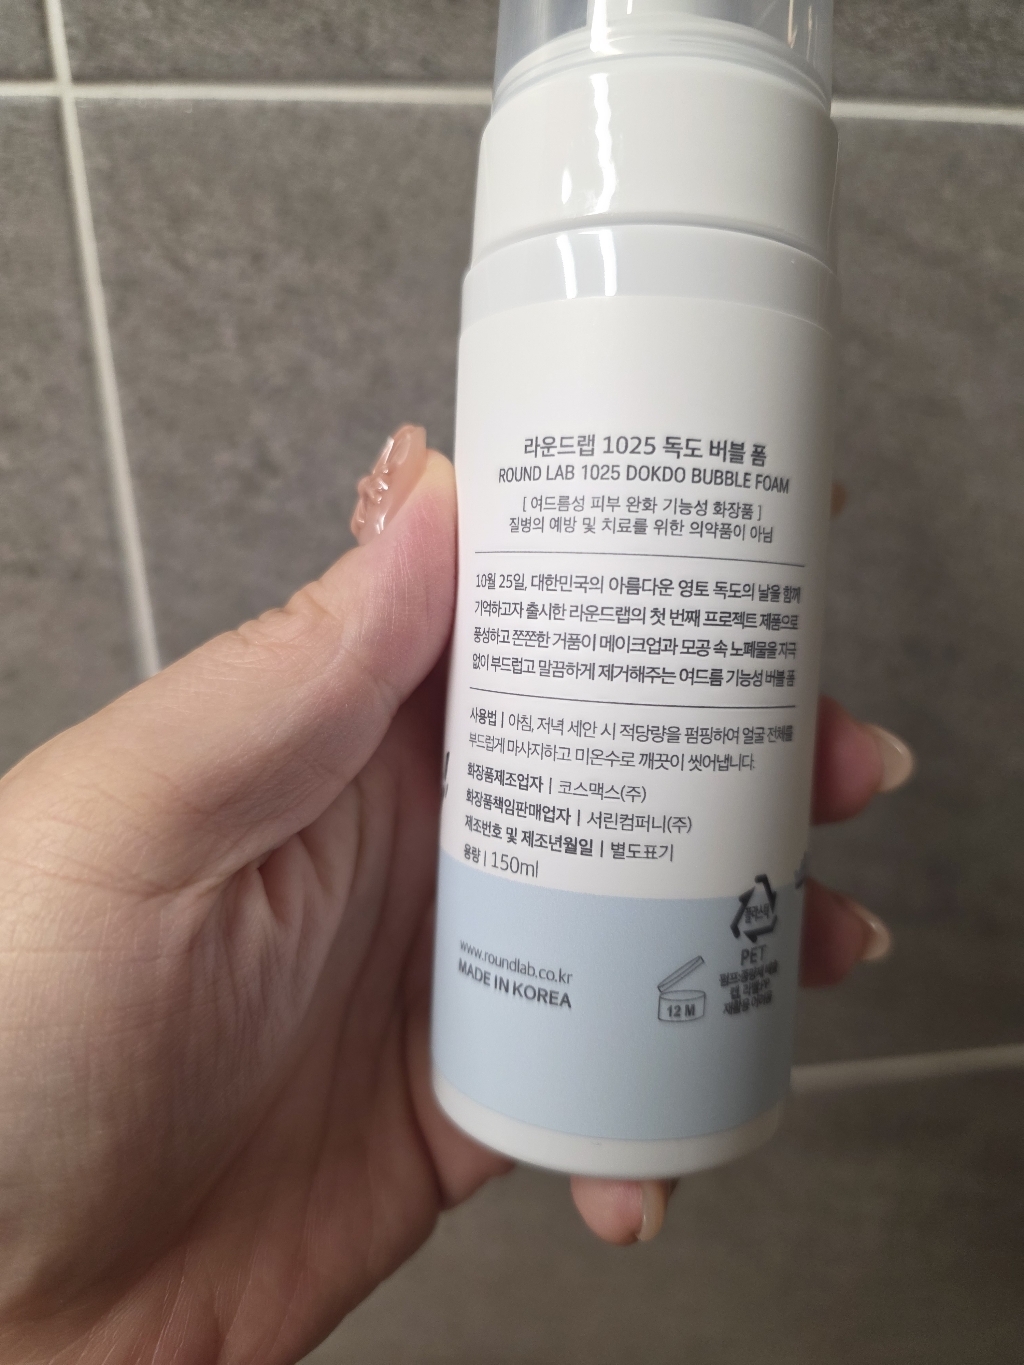 라운드랩 1025 독도 버블 폼
ROUND LAB 1025 DOKDO BUBBLE FOAM
[ 여드름성 피부 완화 기능성 화장품 ]
질병의 예방 및 치료를 위한 의약품이 아님
10월 25일, 대한민국의 아름다운 영토 독도의 날을 함께
기억하고자 출시한 라운드랩의 첫 번째 프로젝트 제품으로
풍성하고 쫀쫀한 거품이 메이크업과 모공 속 노폐물을 자극
없이 부드럽고 말끔하게 제거해주는 여드름 기능성 버블 폼
사용법 | 아침, 저녁 세안 시 적당량을 펌핑하여 얼굴 전체를
부드럽게 마사지하고 미온수로 깨끗이 씻어냅니다.
화장품제조업자 | 코스맥스(주)
화장품책임판매업자 | 서린컴퍼니(주)
제조번호 및 제조년월일 | 별도표기
용량 | 150ml
www.roundlab.co.kr
MADE IN KOREA
12 M
플라스틱
PET